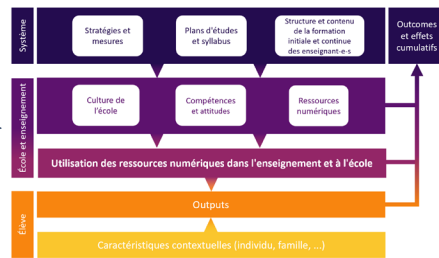 Système
Stratégies et
mesures
Plans d'études
et syllabus
Structure et contenu
de la formation
initiale et continue
des enseignant-e-s
Outcomes
et effets
cumulatifs
École et enseignement
Culture de
l'école
Compétences
et attitudes
Ressources
numériques
Utilisation des ressources numériques dans l'enseignement et à l'école
Élève
Outputs
Caractéristiques contextuelles (individu, famille, ...)